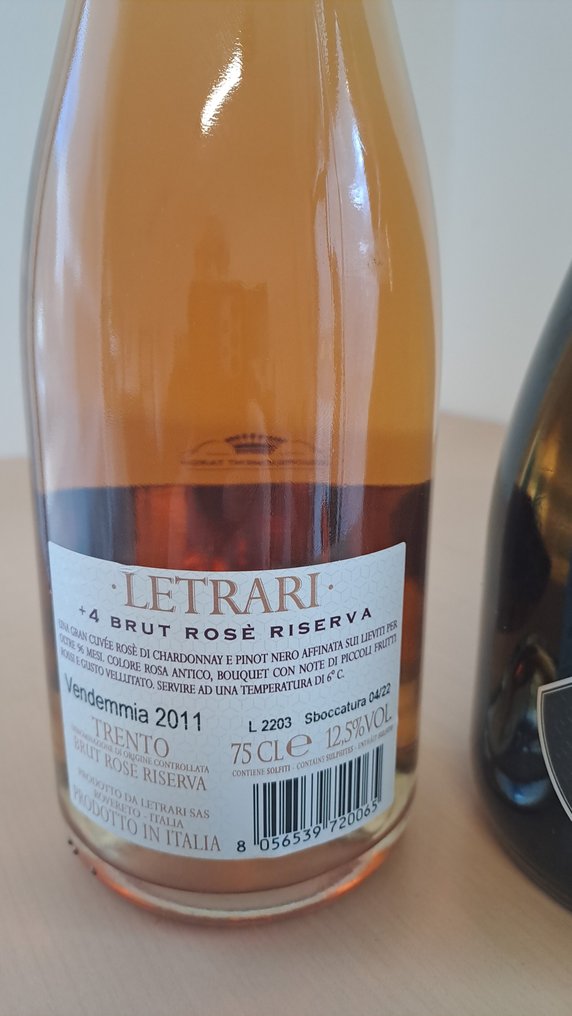 ·LETRARI·
+4 BRUT ROSÈ RISERVA
UNA GRAN CUVÉE ROSÈ DI CHARDONNAY E PINOT NERO AFFINATA SUI LIEVITI PER
OLTRE 56 MESI. COLORE ROSA ANTICO, BOUQUET CON NOTE DI PICCOLI FRUTTI
ROSSI E GUSTO VELLUTATO. SERVIRE AD UNA TEMPERATURA DI 6° C.
Vendemmia 2011
L 2203 Sboccatura 04/22
TRENTO
DENOMINAZIONE DI ORIGINE CONTROLLATA
BRUT ROSÈ RISERVA
75 CL e 12,5% VOL
CONTIENE SOLFITI - CONTAINS SULPHITES -
PRODOTTO DA LETRARI SAS
ROVERETO - ITALIA
PRODOTTO IN ITALIA
8 056539 720065